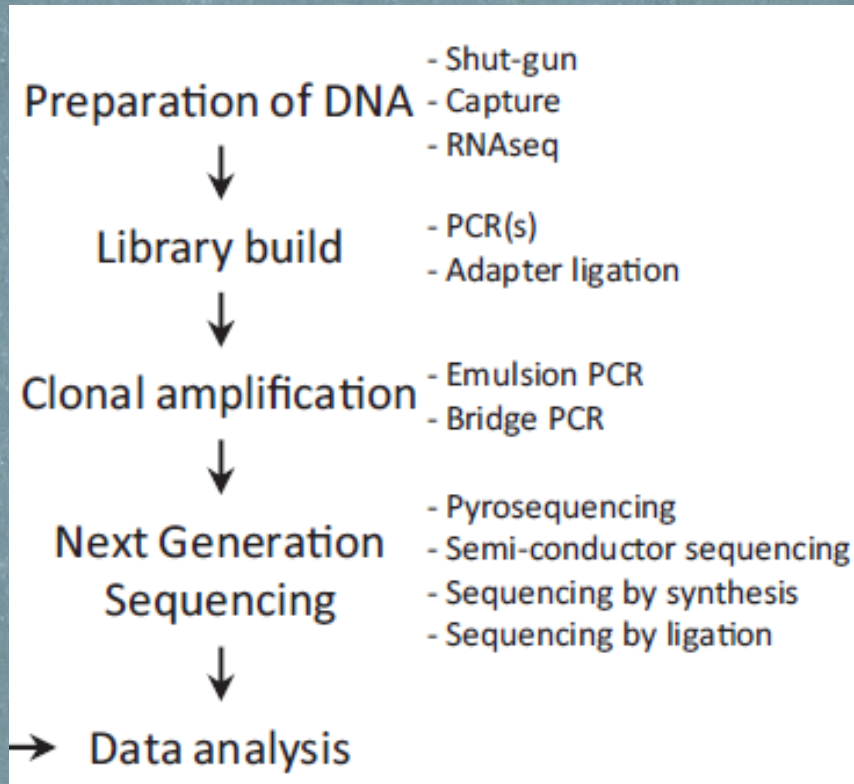 Preparation of DNA
- Shut-gun
- Capture
- RNAseq
Library build
- PCR(s)
- Adapter ligation
Clonal amplification
- Emulsion PCR
- Bridge PCR
Next Generation
Sequencing
- Pyrosequencing
- Semi-conductor sequencing
- Sequencing by synthesis
- Sequencing by ligation
Data analysis